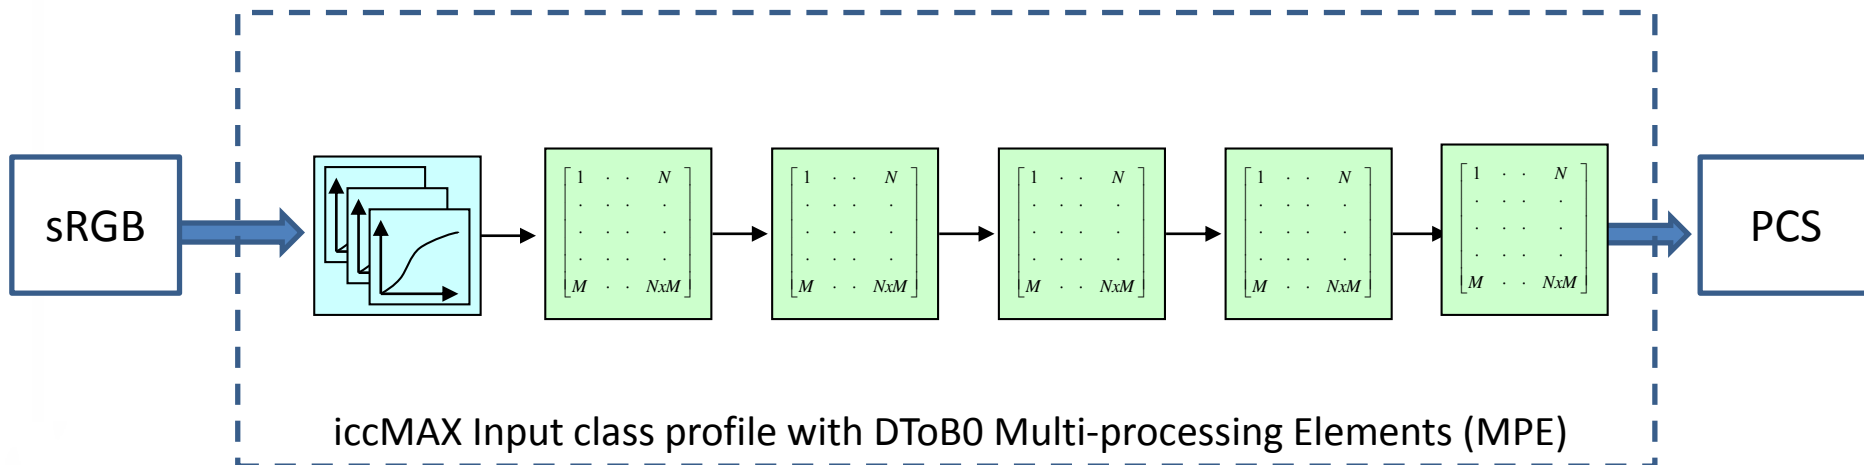 sRGB
1 · · N
· · · ·
· · · ·
· · · ·
M · · NxM
1 · · N
· · · ·
· · · ·
· · · ·
M · · NxM
1 · · N
· · · ·
· · · ·
· · · ·
M · · NxM
1 · · N
· · · ·
· · · ·
· · · ·
M · · NxM
1 · · N
· · · ·
· · · ·
· · · ·
M · · NxM
PCS
iccMAX Input class profile with DToB0 Multi-processing Elements (MPE)